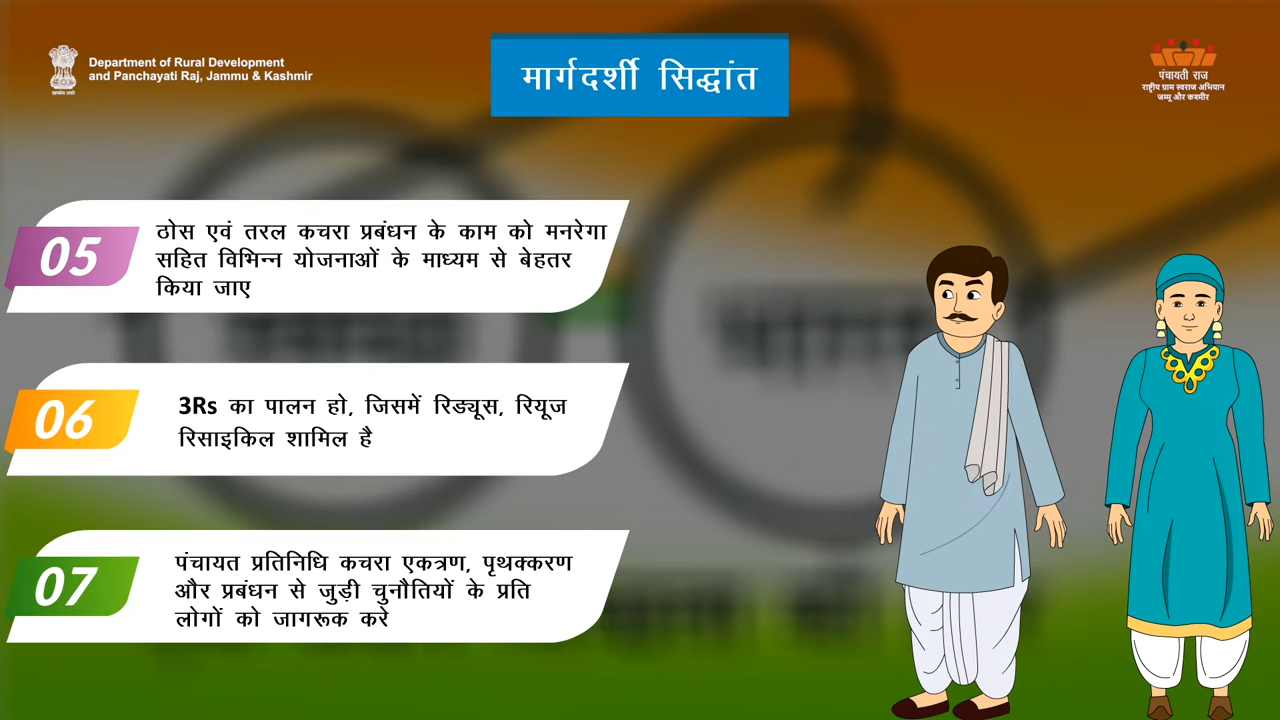 Department of Rural Development
and Panchayati Raj, Jammu & Kashmir
मार्गदर्शी सिद्धांत
पंचायती राज
राष्ट्रीय ग्राम स्वराज अभियान
जम्मू और कश्मीर
05
ठोस एवं तरल कचरा प्रबंधन के काम को मनरेगा
सहित विभिन्न योजनाओं के माध्यम से बेहतर
किया जाए
06
3Rs का पालन हो, जिसमें रिड्यूस, रियूज
रिसाइकिल शामिल है
07
पंचायत प्रतिनिधि कचरा एकत्रण, पृथक्करण
और प्रबंधन से जुड़ी चुनौतियों के प्रति
लोगों को जागरूक करे